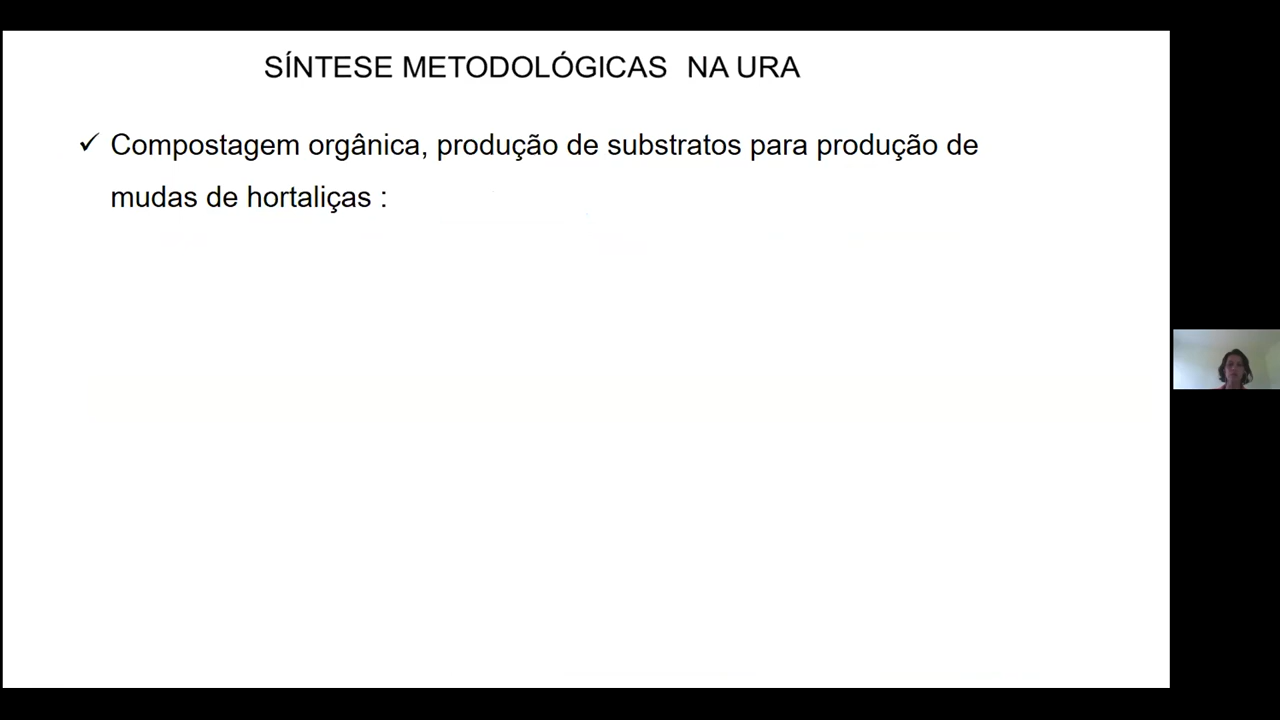 SÍNTESE METODOLÓGICAS NA URA
✓ Compostagem orgânica, produção de substratos para produção de
mudas de hortaliças :